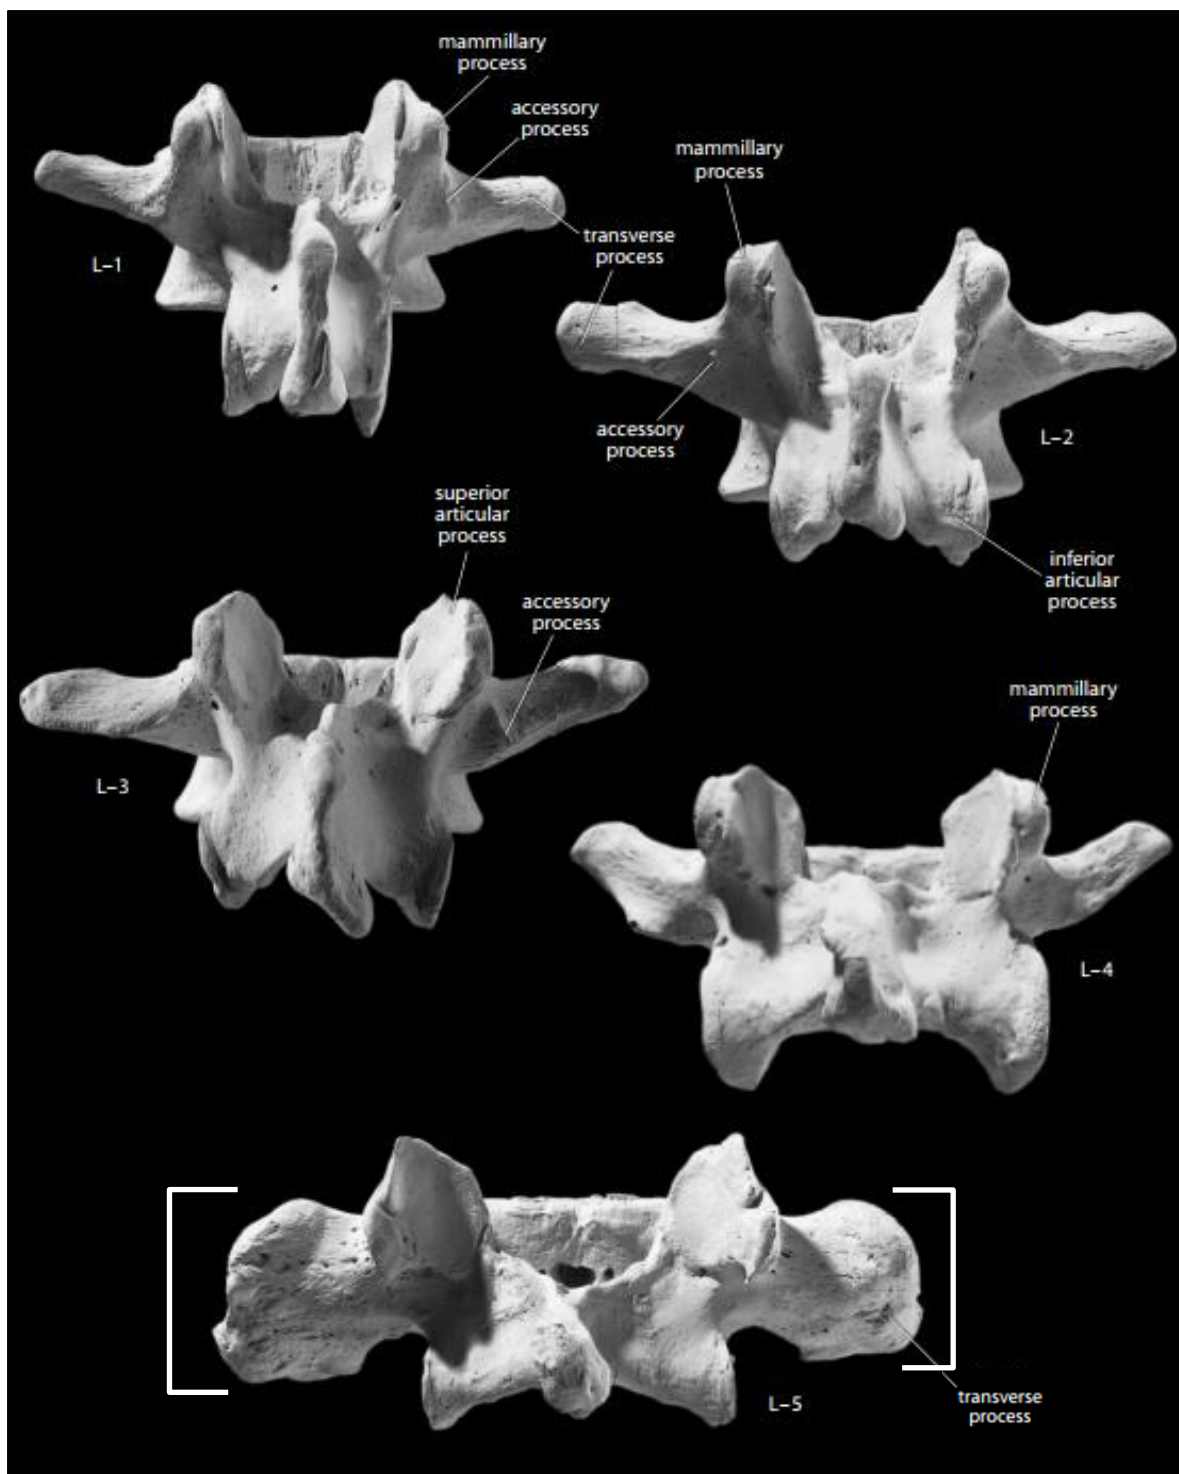 mammillary
process
accessory
process
transverse
process
L–1
mammillary
process
accessory
process
L–2
inferior
articular
process
superior
articular
process
accessory
process
L–3
mammillary
process
L–4
L–5
transverse
process